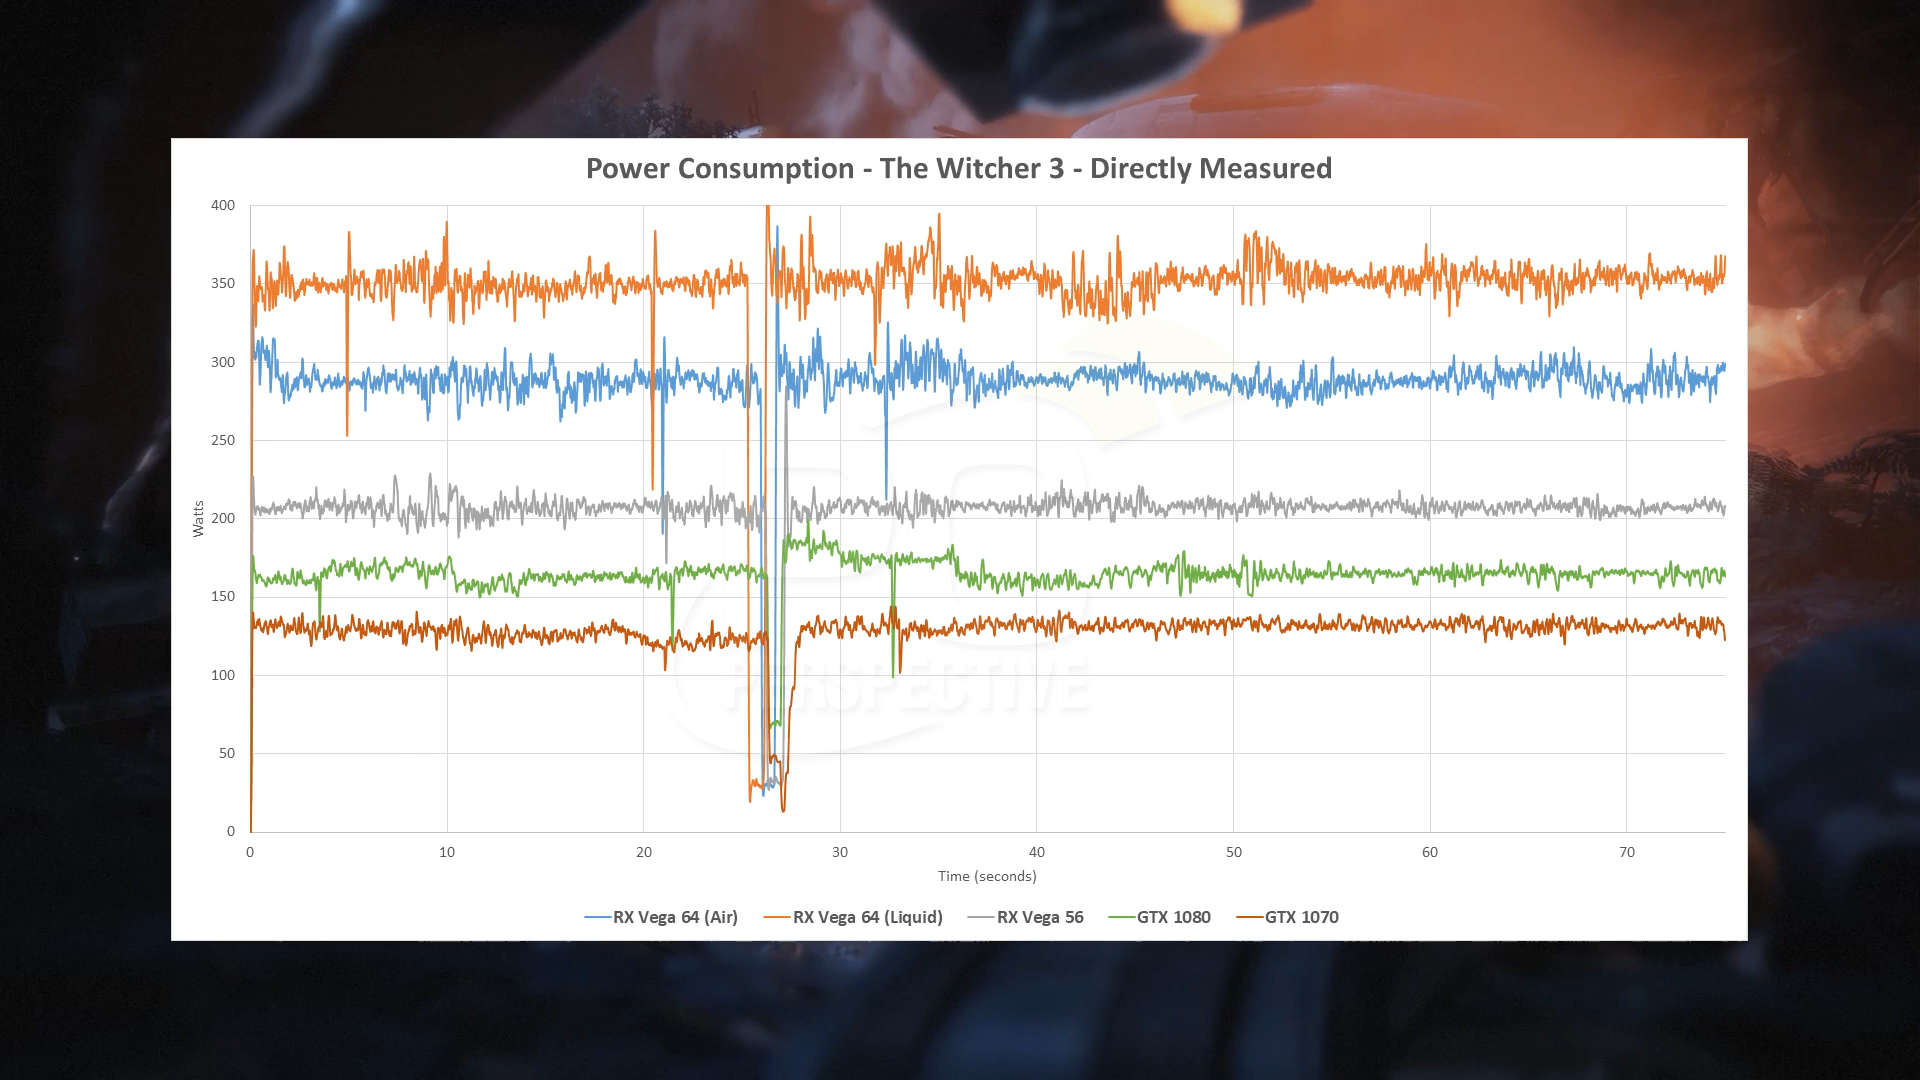 Power Consumption - The Witcher 3 - Directly Measured
400
350
300
250
200
150
100
50
0
Watts
0 10 20 30 40 50 60 70
Time (seconds)
RX Vega 64 (Air) RX Vega 64 (Liquid) RX Vega 56 GTX 1080 GTX 1070
PC
PERSPECTIVE